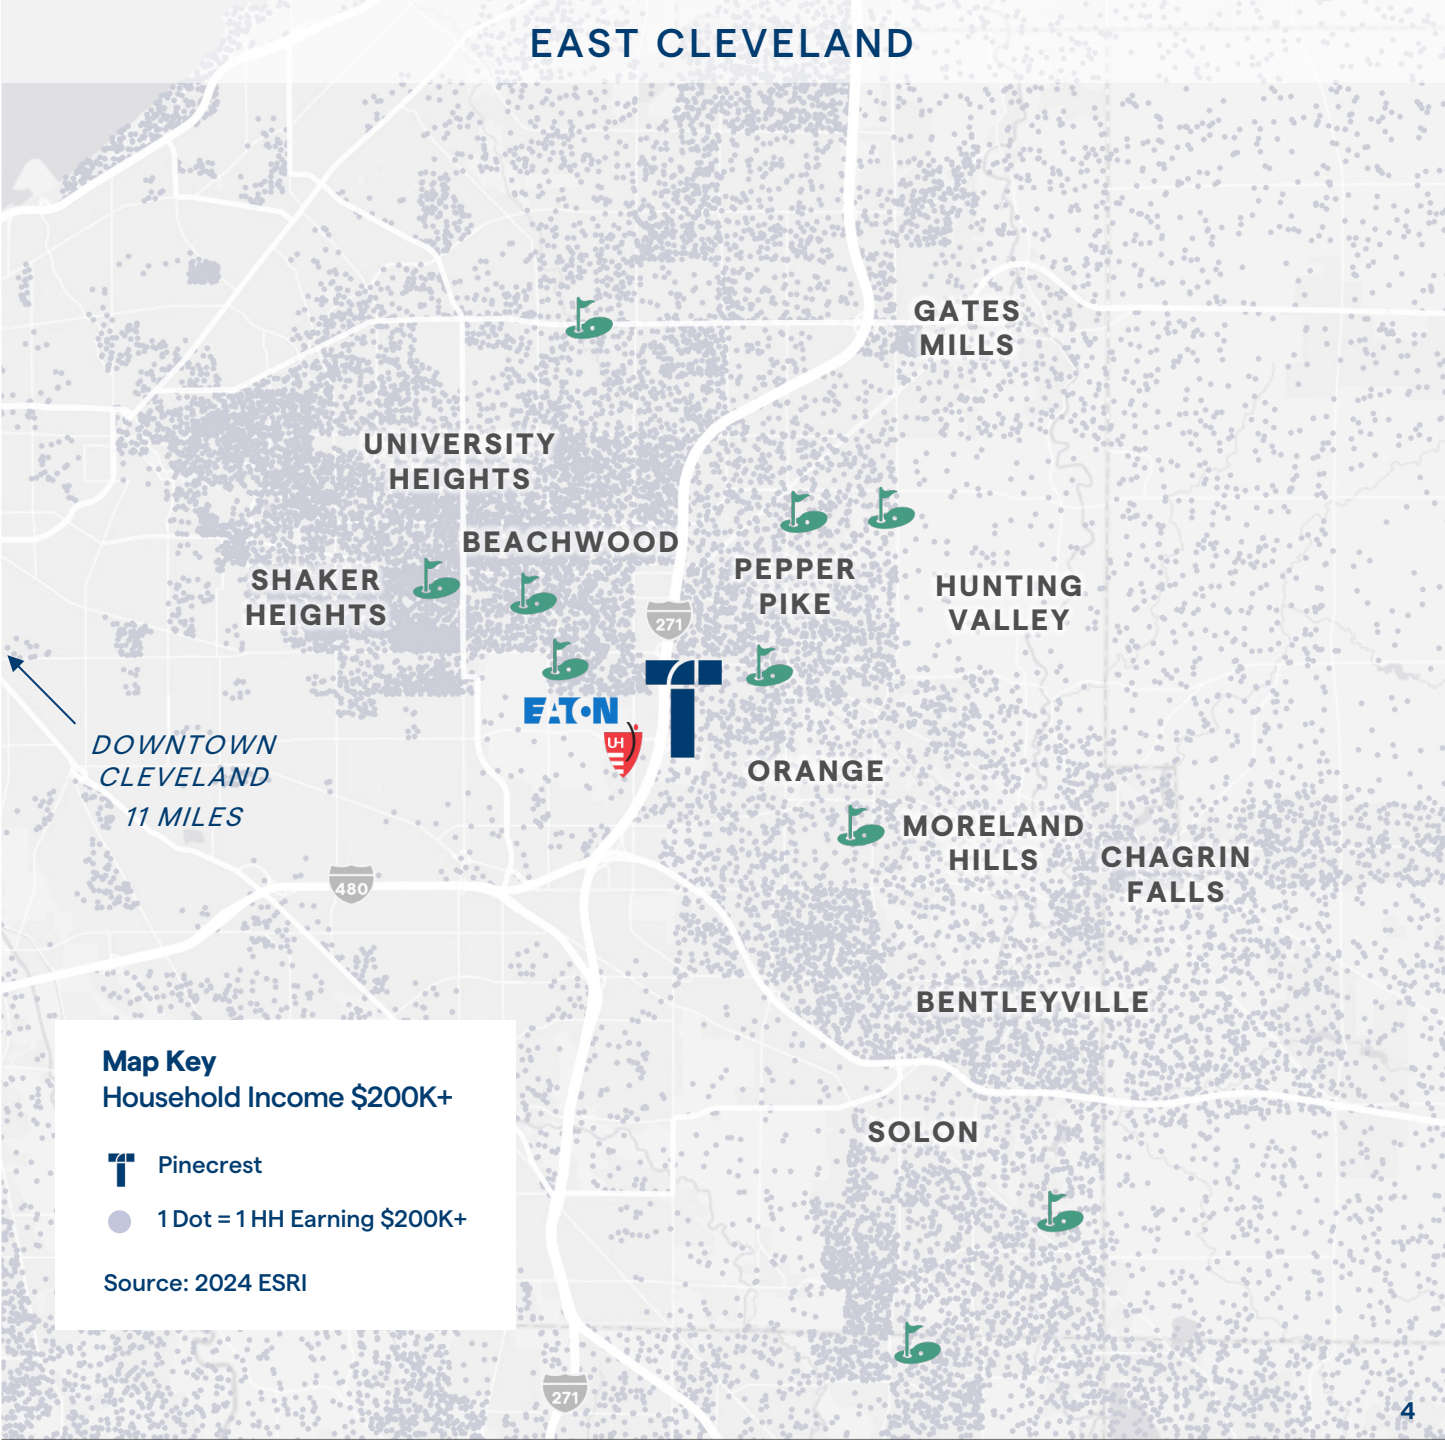 EAST CLEVELAND
GATES
MILLS
UNIVERSITY
HEIGHTS
BEACHWOOD
SHAKER
HEIGHTS
PEPPER
PIKE
HUNTING
VALLEY
271
EATON
UH
DOWNTOWN
CLEVELAND
11 MILES
ORANGE
MORELAND
HILLS
CHAGRIN
FALLS
480
BENTLEYVILLE
Map Key
Household Income $200K+
Pinecrest
1 Dot = 1 HH Earning $200K+
Source: 2024 ESRI
SOLON
271
4